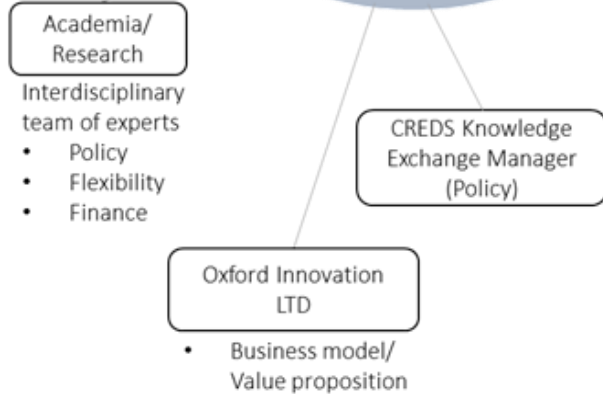 Academia/
Research
Interdisciplinary
team of experts
• Policy
• Flexibility
• Finance
CREDS Knowledge
Exchange Manager
(Policy)
Oxford Innovation
LTD
• Business model/
Value proposition